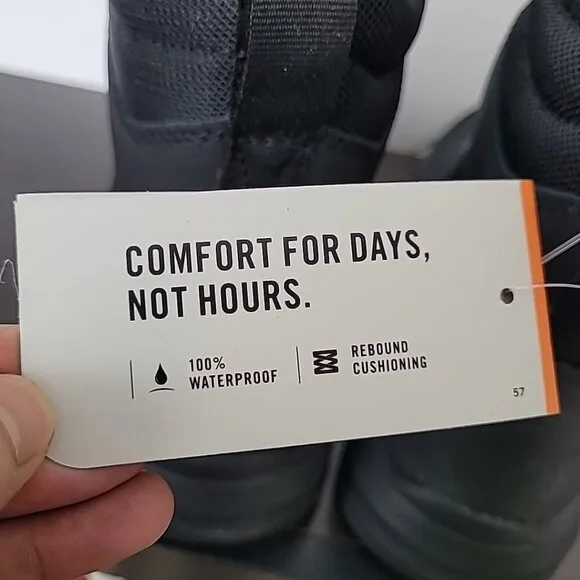 COMFORT FOR DAYS,
NOT HOURS.
100%
WATERPROOF
REBOUND
CUSHIONING
57